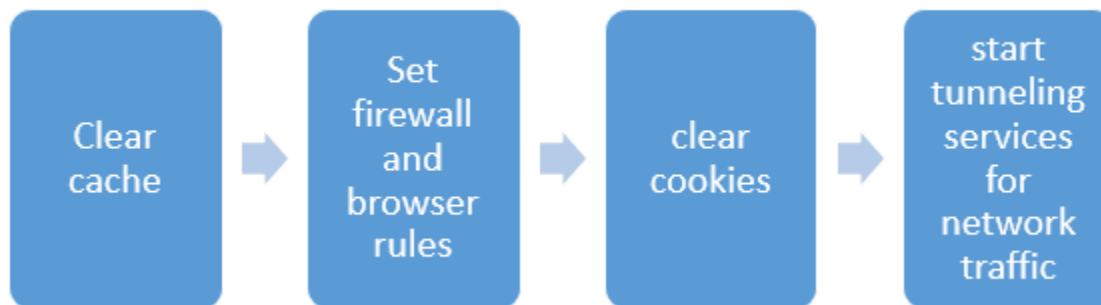 Clear
cache
Set
firewall
and
browser
rules
clear
cookies
start
tunneling
services
for
network
traffic